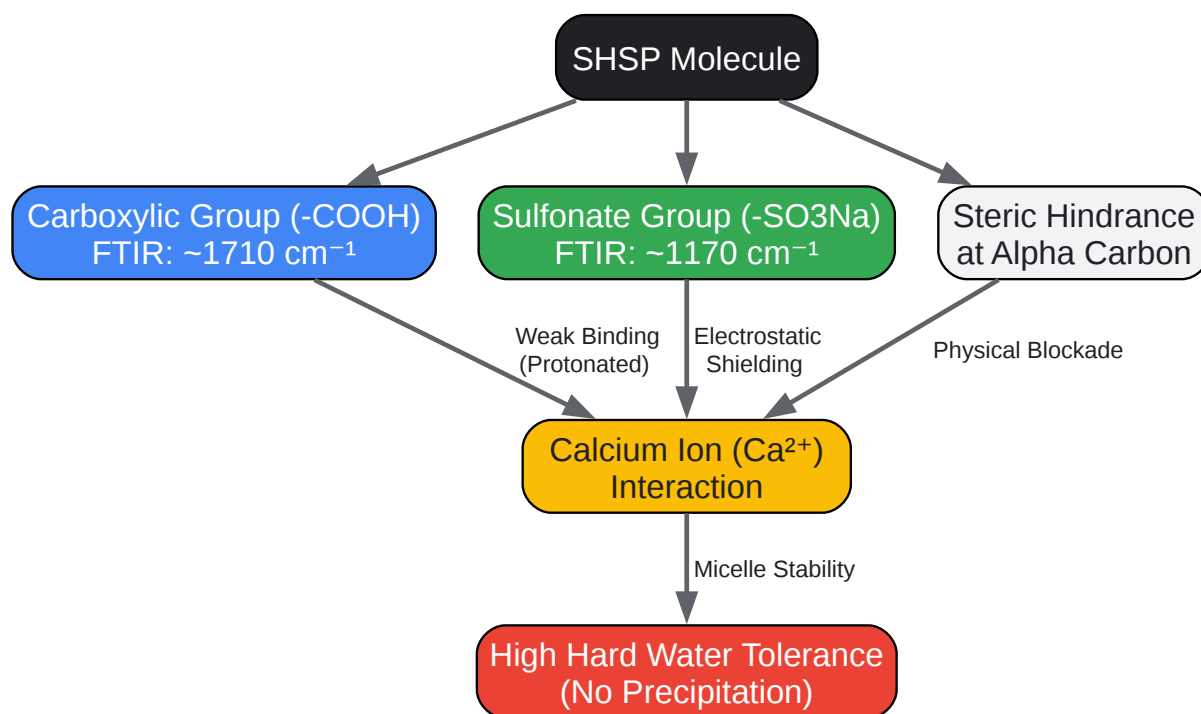 SHSP Molecule
Carboxylic Group (-COOH)
FTIR: ~1710 cm⁻¹
Sulfonate Group (-SO3Na)
FTIR: ~1170 cm⁻¹
Steric Hindrance
at Alpha Carbon
Weak Binding
(Protonated)
Electrostatic
Shielding
Physical Blockade
Calcium Ion (Ca²⁺)
Interaction
Micelle Stability
High Hard Water Tolerance
(No Precipitation)